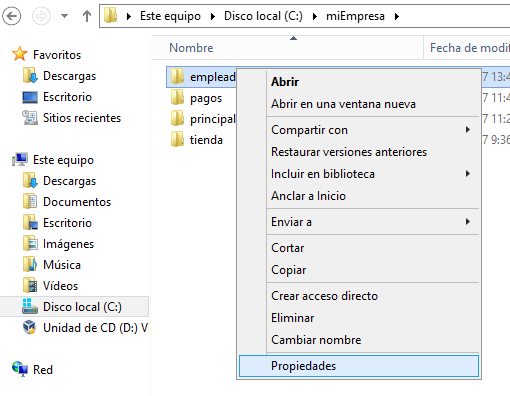 Este equipo
Disco local (C:)
miEmpresa
Nombre
Fecha de modif
Favoritos
Descargas
Escritorio
Sitios recientes
Este equipo
Descargas
Documentos
Escritorio
Imágenes
Música
Vídeos
Disco local (C:)
Unidad de CD (D:) V
Red
emplead
7 13:4
pagos
7 11:4
principal
7 11:2
tienda
7 9:36
Abrir
Abrir en una ventana nueva
Compartir con
Restaurar versiones anteriores
Incluir en biblioteca
Anclar a Inicio
Enviar a
Cortar
Copiar
Crear acceso directo
Eliminar
Cambiar nombre
Propiedades